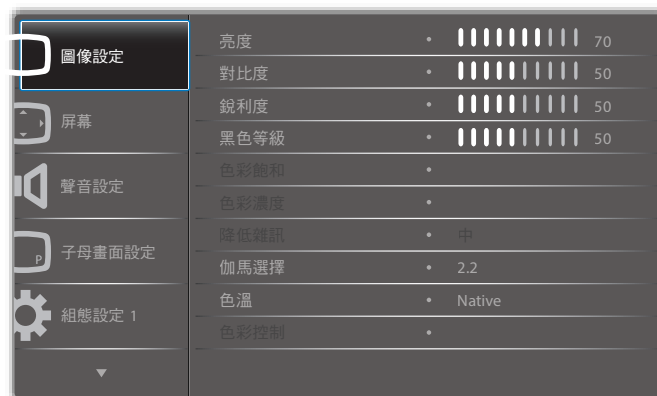 圖像設定
屏幕
聲音設定
P
子母畫面設定
組態設定 1
亮度 • 70
對比度 • 50
銳利度 • 50
黑色等級 • 50
色彩飽和 •
色彩濃度 •
降低雜訊 • 中
伽馬選擇 • 2.2
色溫 • Native
色彩控制 •